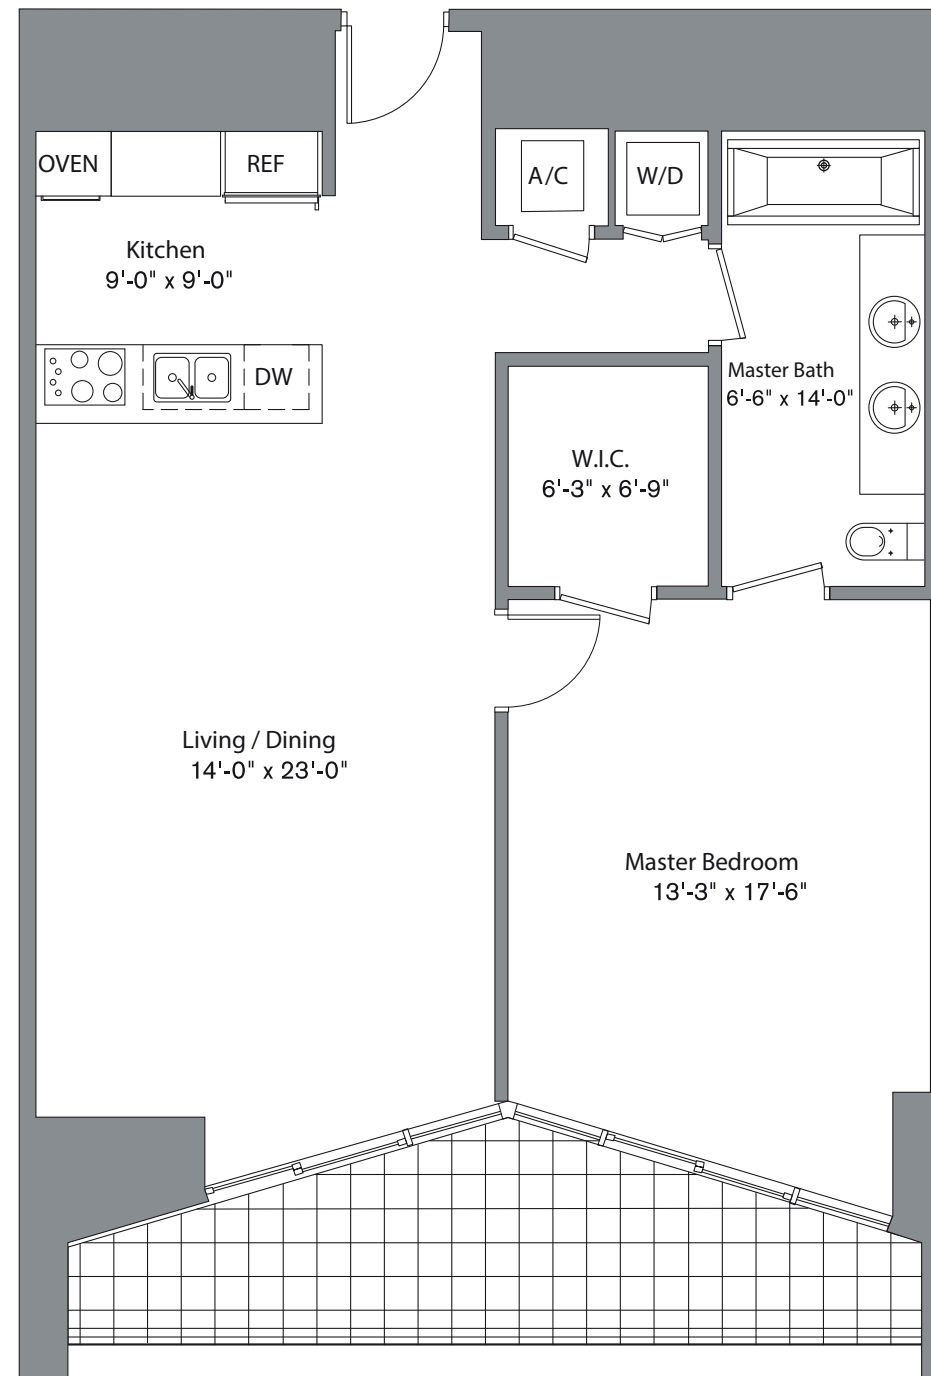 OVEN
REF
A/C
W/D
Kitchen
9'-0" x 9'-0"
DW
Master Bath
6'-6" x 14'-0"
W.I.C.
6'-3" x 6'-9"
Living / Dining
14'-0" x 23'-0"
Master Bedroom
13'-3" x 17'-6"